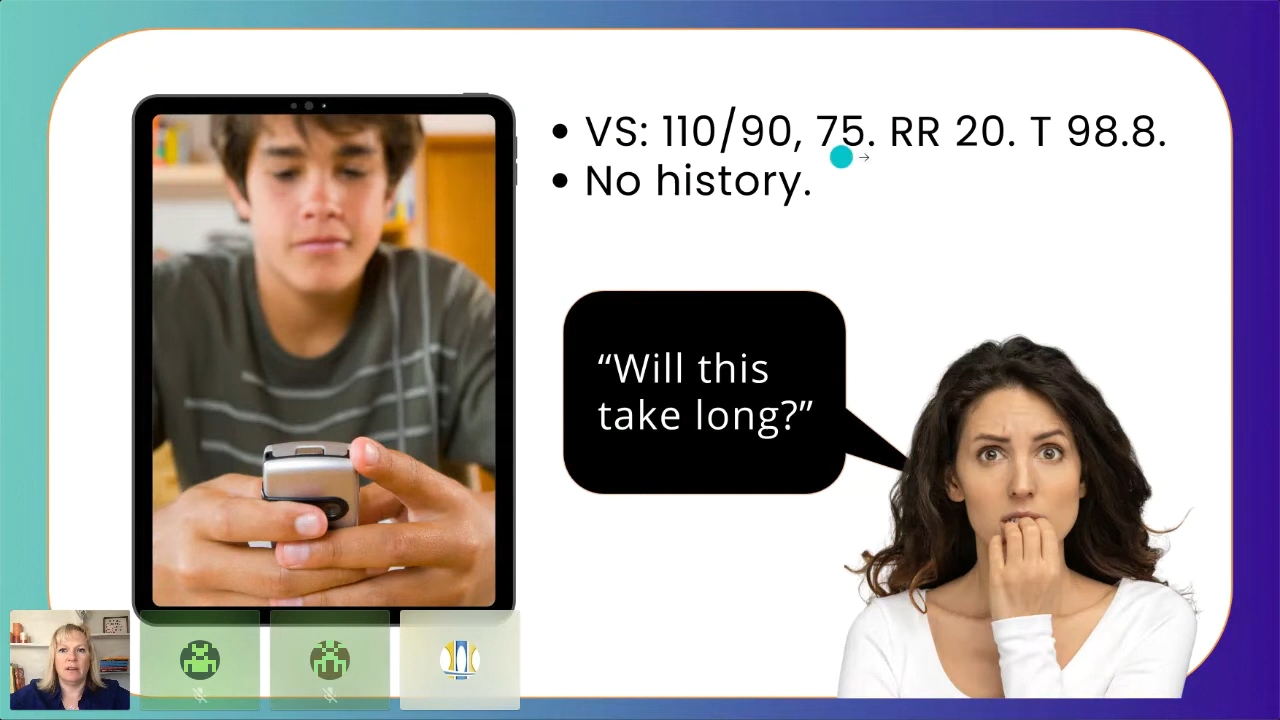 • VS: 110/90, 75. RR 20. T 98.8.
• No history.
“Will this
take long?”